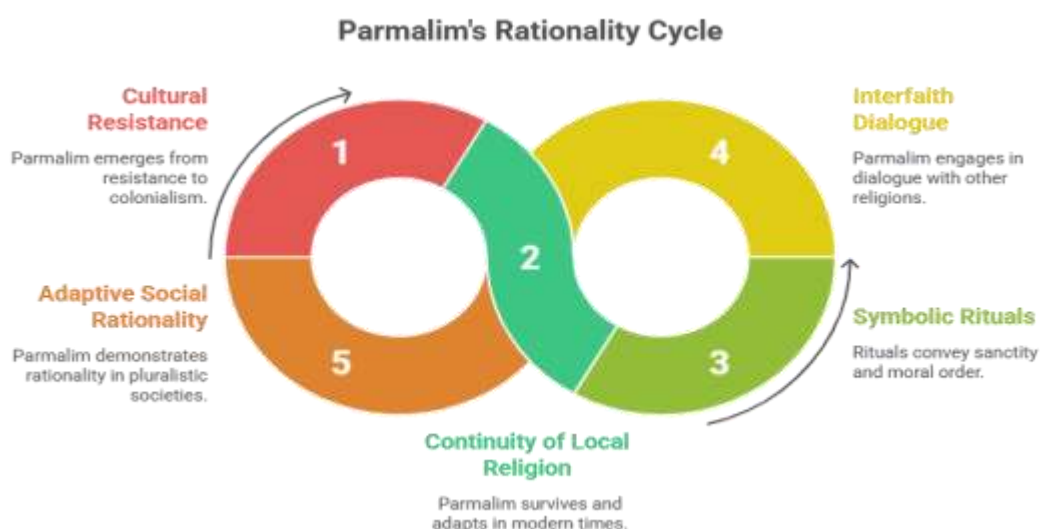 Parmalim's Rationality Cycle
Cultural
Resistance
Parmalim emerges from
resistance to
colonialism.
1
2
Continuity of Local
Religion
Parmalim survives and
adapts in modern times.
3
Symbolic Rituals
Rituals convey sanctity
and moral order.
4
Interfaith
Dialogue
Parmalim engages in
dialogue with other
religions.
5
Adaptive Social
Rationality
Parmalim demonstrates
rationality in pluralistic
societies.